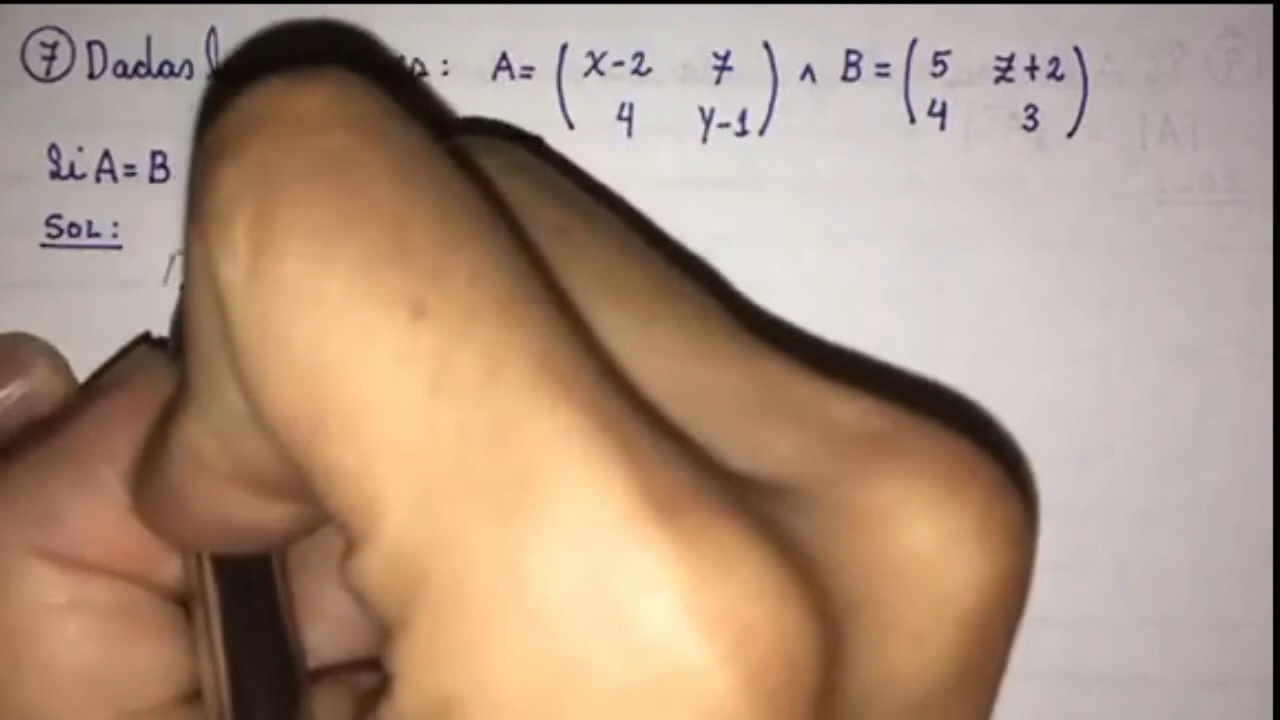 7 Dadas : A = ( x-2 7 ) ∧ B = ( 5 z+2 )
4 y-1 4 3
Si A = B
SOL :